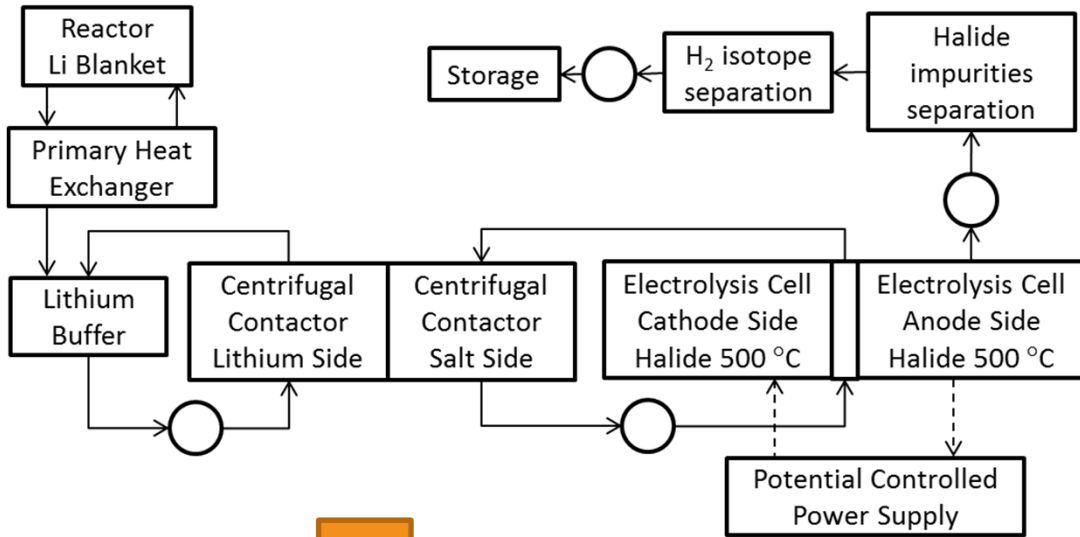 Reactor
Li Blanket
Primary Heat
Exchanger
Lithium
Buffer
Centrifugal
Contactor
Lithium Side
Centrifugal
Contactor
Salt Side
Storage
H₂ isotope
separation
Halide
impurities
separation
Electrolysis Cell
Cathode Side
Halide 500 °C
Electrolysis Cell
Anode Side
Halide 500 °C
Potential Controlled
Power Supply